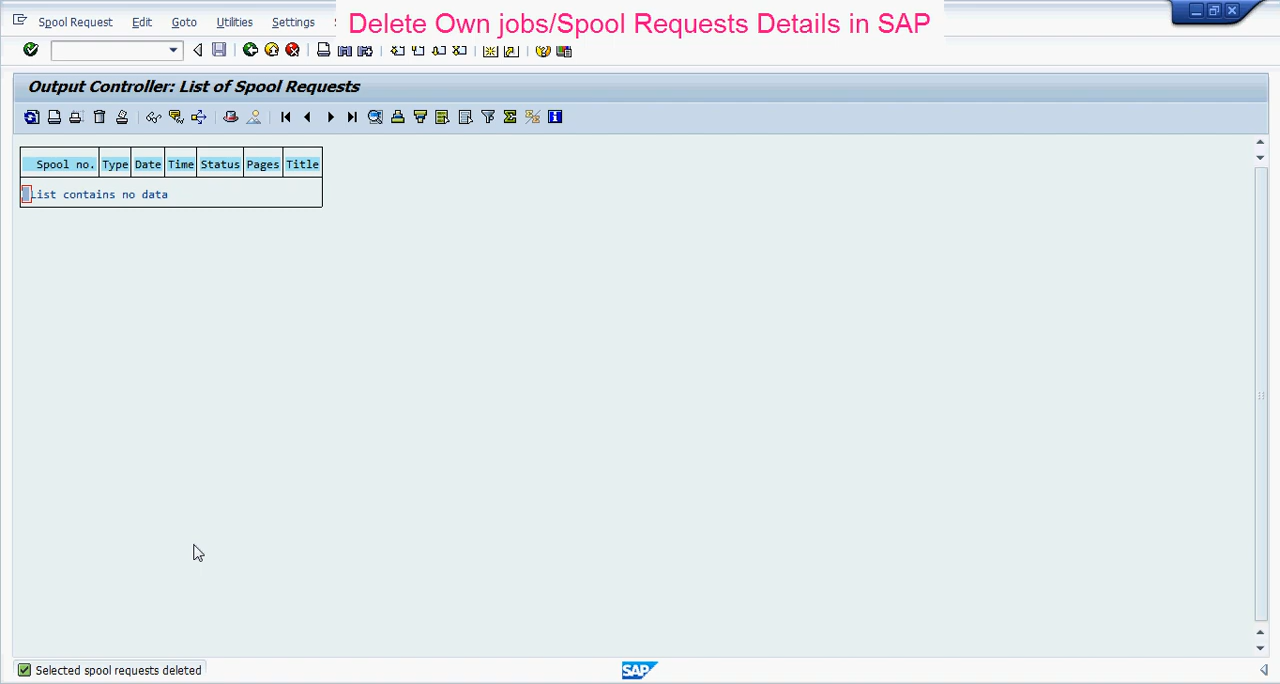 Spool Request Edit Goto Utilities Settings
Delete Own jobs/Spool Requests Details in SAP
Output Controller: List of Spool Requests
Spool no. Type Date Time Status Pages Title
List contains no data
Selected spool requests deleted
SAP